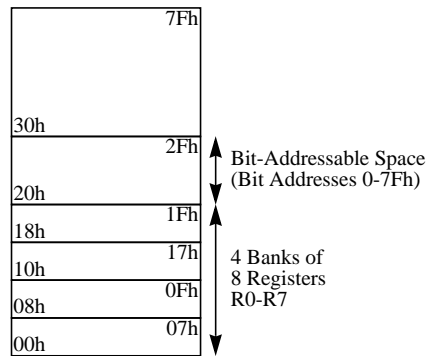 7Fh
30h
2Fh
20h
Bit-Addressable Space
(Bit Addresses 0-7Fh)
1Fh
18h
17h
10h
0Fh
08h
07h
00h
4 Banks of
8 Registers
R0-R7